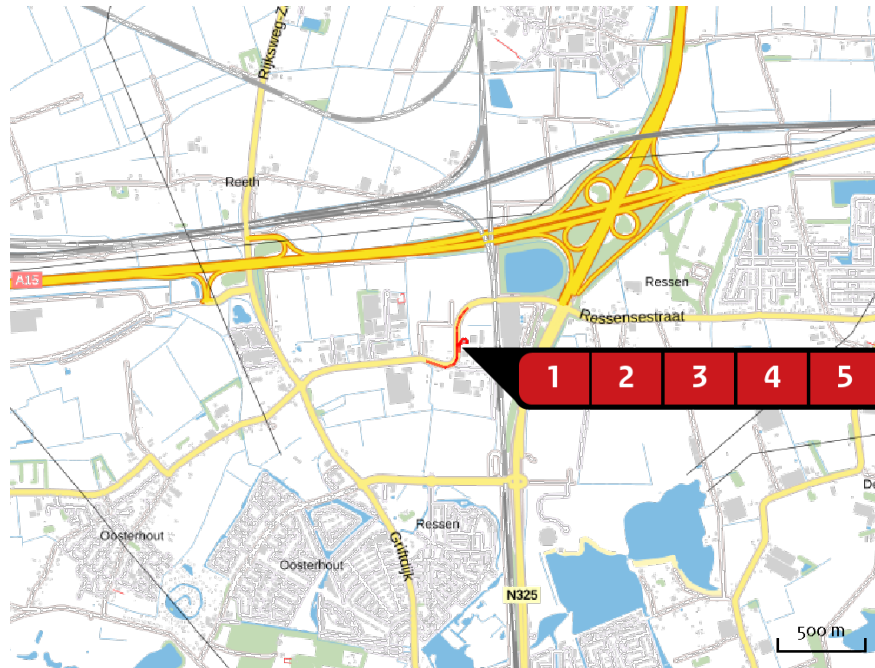 Rijksweg-Z
Reeth
A15
Ressen
Ressensestraat
1 2 3 4 5
Ressen
Oosterhout
Oosterhout
Griftdijk
N325
500 m